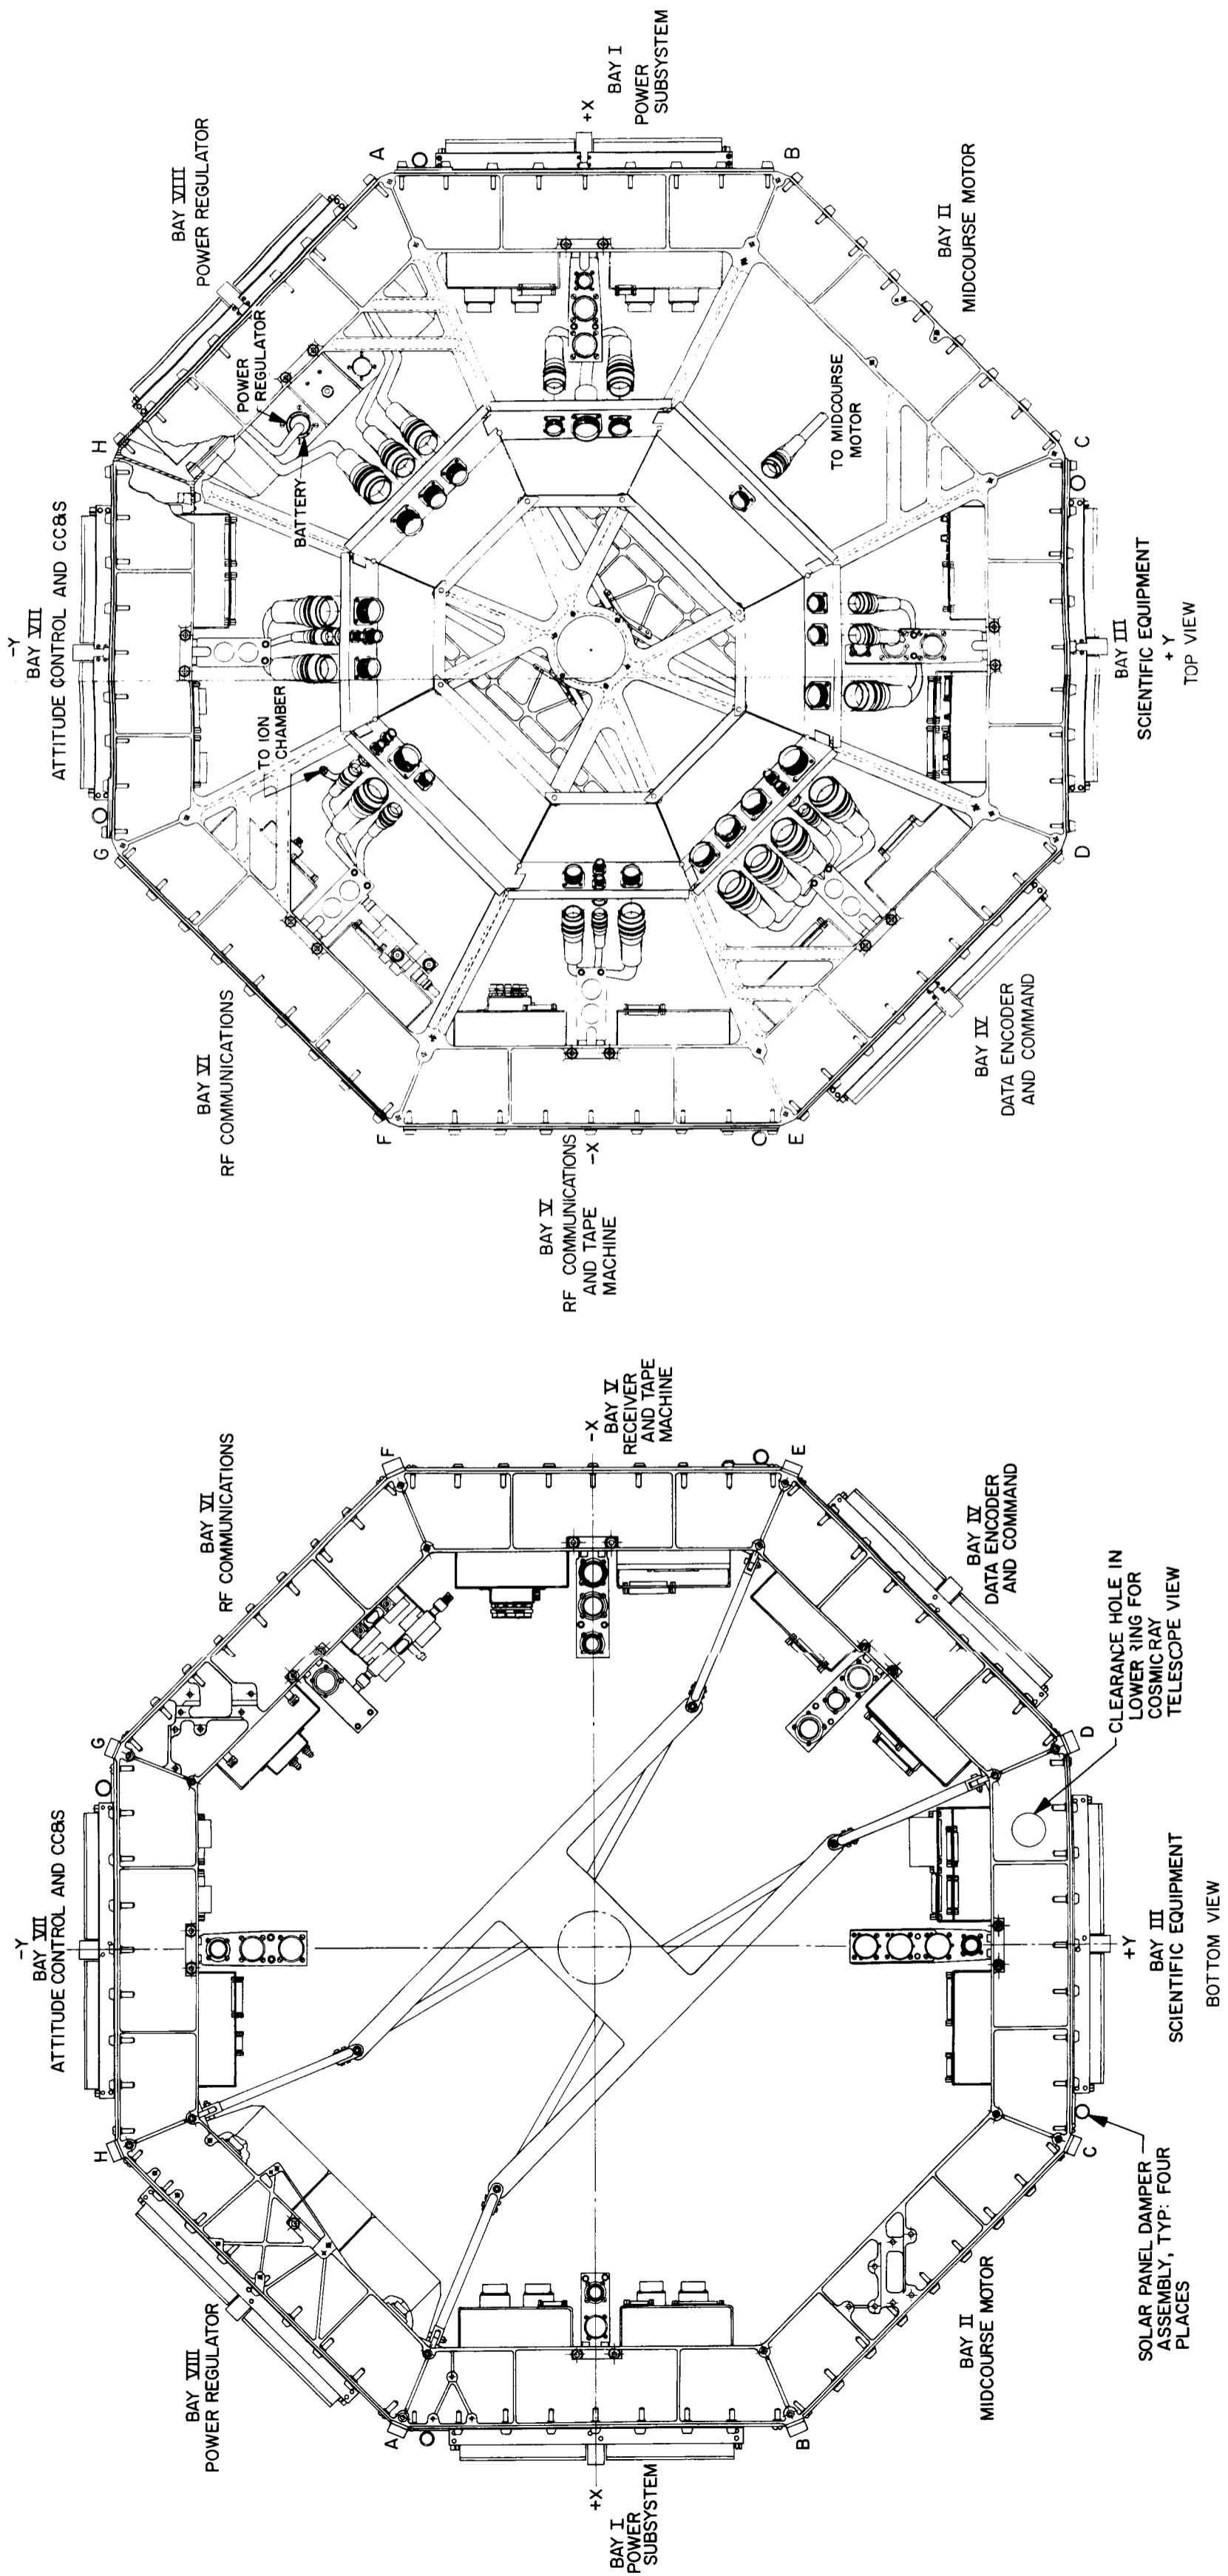 -Y
BAY VII
ATTITUDE CONTROL AND CC&S
H
G
BAY VIII
POWER REGULATOR
BAY VI
RF COMMUNICATIONS
A
F
+X
BAY I
POWER
SUBSYSTEM
-X
BAY V
RECEIVER
AND TAPE
MACHINE
B
E
BAY II
MIDCOURSE MOTOR
BAY IV
DATA ENCODER
AND COMMAND
C
D
CLEARANCE HOLE IN
LOWER RING FOR
COSMIC RAY
TELESCOPE VIEW
SOLAR PANEL DAMPER
ASSEMBLY, TYP: FOUR
PLACES
+Y
BAY III
SCIENTIFIC EQUIPMENT
BOTTOM VIEW
-Y
BAY VII
ATTITUDE CONTROL AND CC&S
G
H
BAY VI
RF COMMUNICATIONS
BAY VIII
POWER REGULATOR
TO ION
CHAMBER
BATTERY
POWER
REGULATOR
F
A
BAY V
RF COMMUNICATIONS
AND TAPE
MACHINE
-X
+X
BAY I
POWER
SUBSYSTEM
TO MIDCOURSE
MOTOR
E
B
BAY IV
DATA ENCODER
AND COMMAND
BAY II
MIDCOURSE MOTOR
D
C
BAY III
SCIENTIFIC EQUIPMENT
+ Y
TOP VIEW